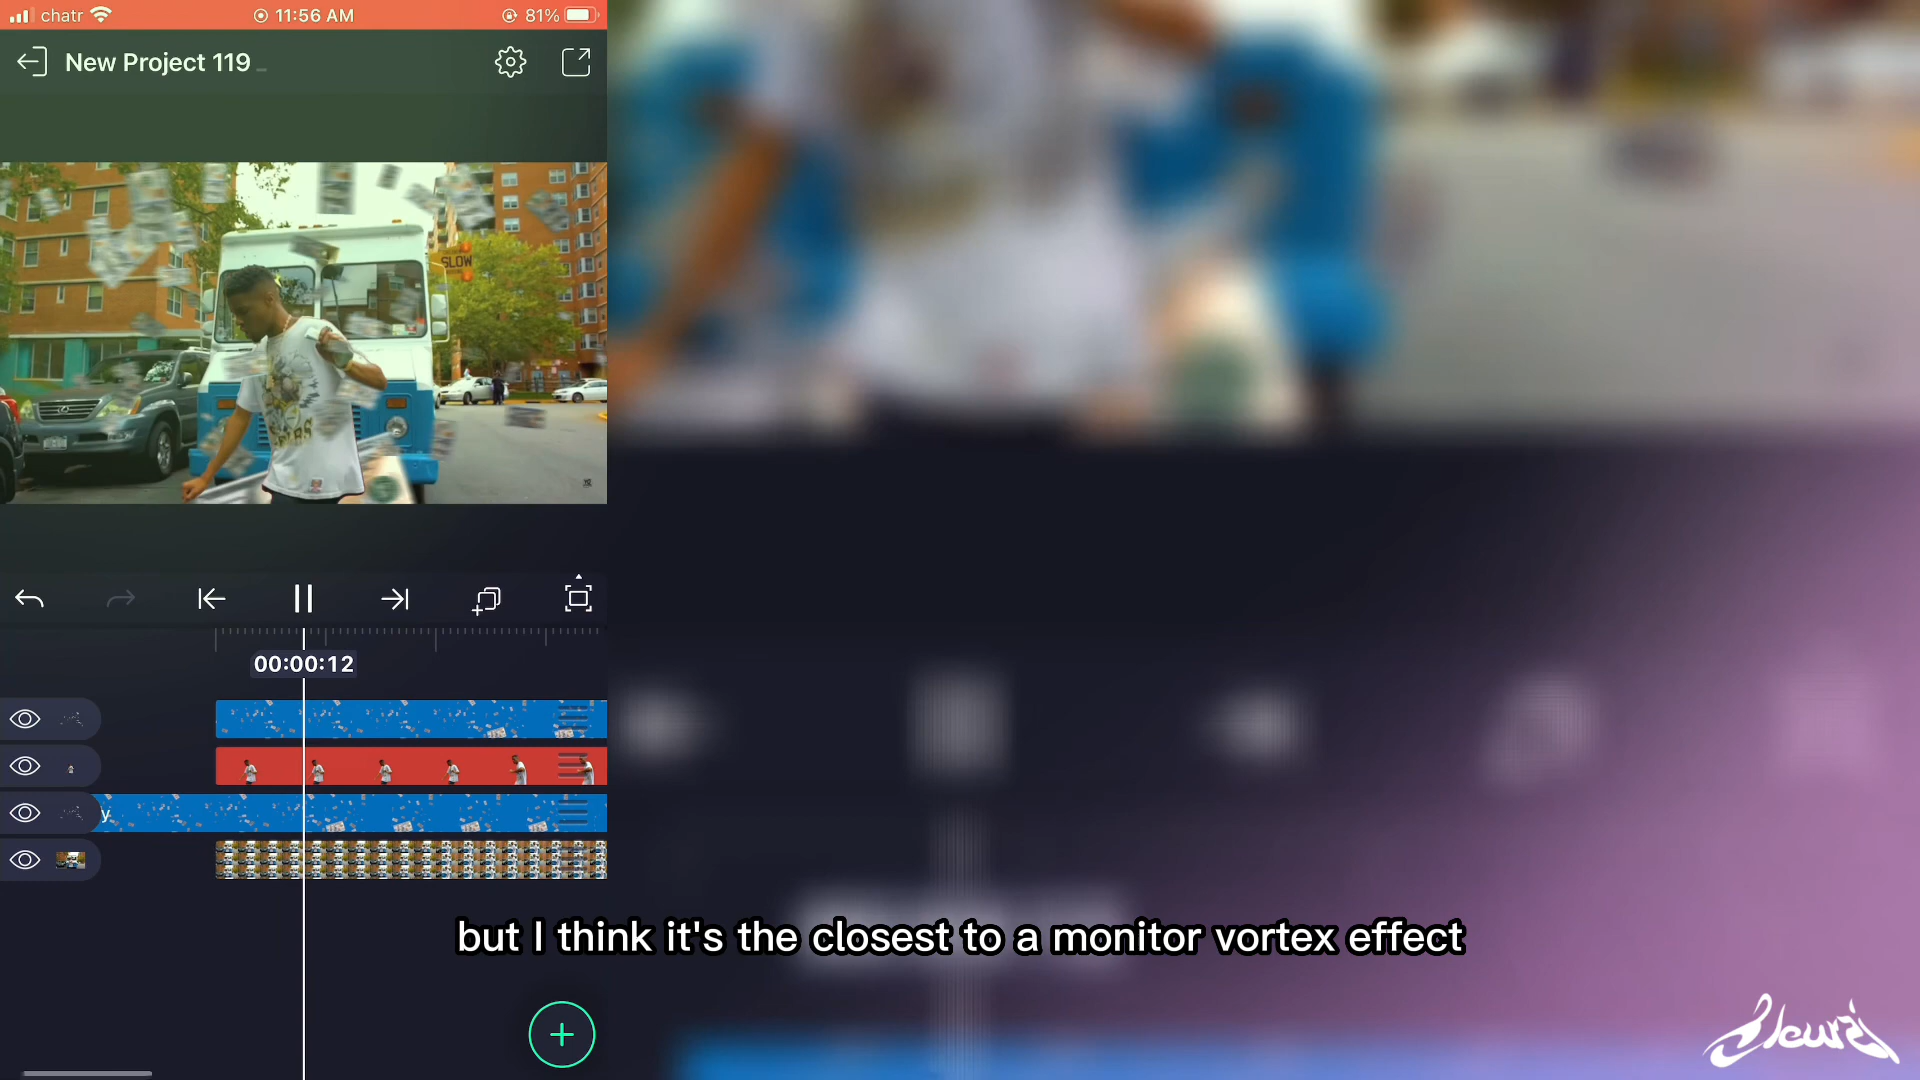 chatr
11:56 AM
81%
New Project 119
SLOW
00:00:12
y
but I think it's the closest to a monitor vortex effect